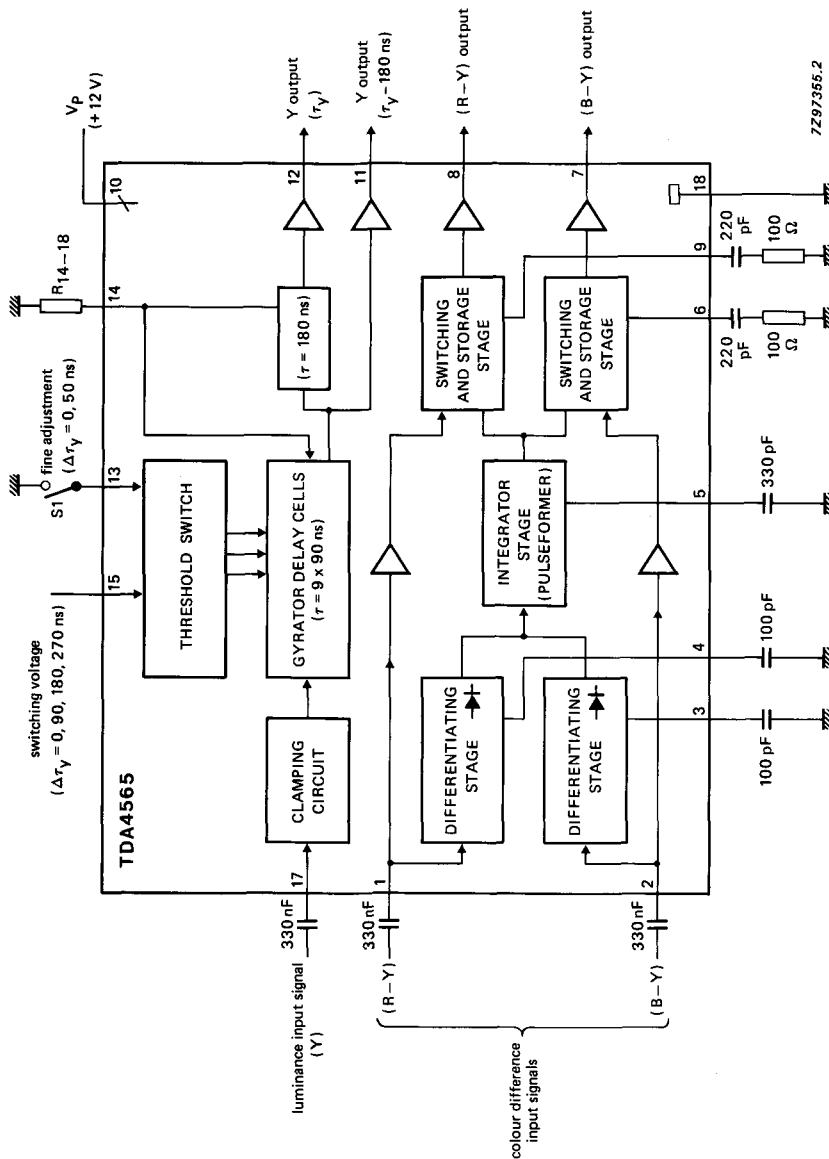 TDA4565
switching voltage
(Δτy = 0, 90, 180, 270 ns)
15
S1
fine adjustment
(Δτy = 0, 50 ns)
13
R14–18
14
VP
(+ 12 V)
10
THRESHOLD SWITCH
luminance input signal
(Y)
330 nF
17
CLAMPING
CIRCUIT
GYRATOR DELAY CELLS
(τ = 9 x 90 ns)
(τ = 180 ns)
12
Y output
(τy)
11
Y output
(τy–180 ns)
colour difference
input signals
(R–Y)
330 nF
1
DIFFERENTIATING
STAGE
INTEGRATOR
STAGE
(PULSEFORMER)
SWITCHING
AND STORAGE
STAGE
8
(R–Y) output
(B–Y)
330 nF
2
DIFFERENTIATING
STAGE
SWITCHING
AND STORAGE
STAGE
7
(B–Y) output
3
100 pF
4
100 pF
5
330 pF
6
220
pF
100
Ω
9
220
pF
100
Ω
18
7Z97355.2